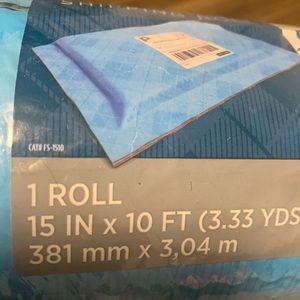 CAT# FS-1510
1 ROLL
15 IN x 10 FT (3.33 YDS
381 mm x 3,04 m